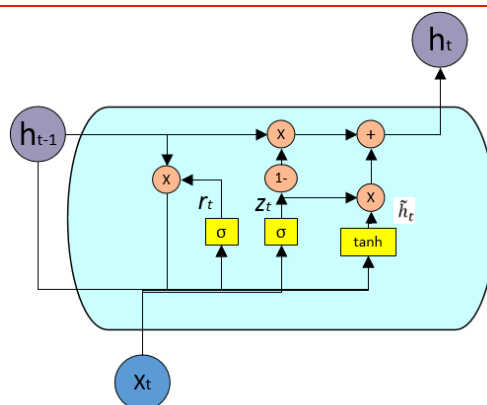 hₜ
hₜ₋₁
X
+
X
1-
X
rₜ
zₜ
h̃ₜ
σ
σ
tanh
xₜ